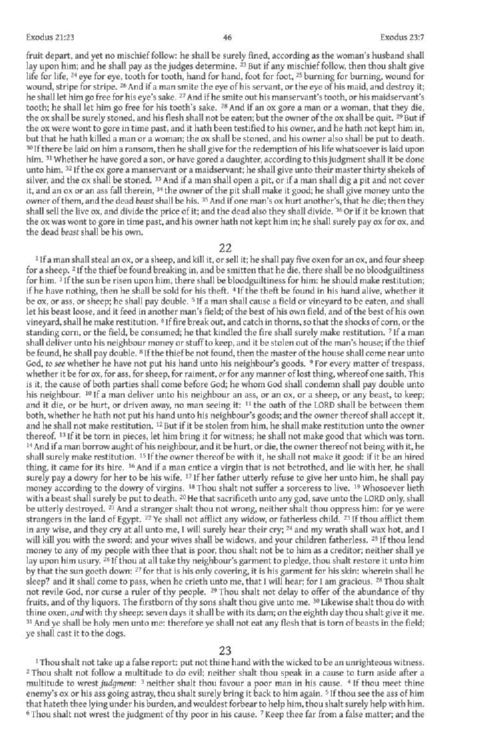 Exodus 21:23 46 Exodus 23:7
fruit depart, and yet no mischief follow: he shall be surely fined, according as the woman's husband shall
lay upon him; and he shall pay as the judges determine. 23 But if any mischief follow, then thou shalt give
life for life, 24 eye for eye, tooth for tooth, hand for hand, foot for foot, 25 burning for burning, wound for
wound, stripe for stripe. 26 And if a man smite the eye of his servant, or the eye of his maid, and destroy it;
he shall let him go free for his eye's sake. 27 And if he smite out his manservant's tooth, or his maidservant's
tooth; he shall let him go free for his tooth's sake. 28 And if an ox gore a man or a woman, that they die,
the ox shall be surely stoned, and his flesh shall not be eaten; but the owner of the ox shall be quit. 29 But if
the ox were wont to gore in time past, and it hath been testified to his owner, and he hath not kept him in,
but that he hath killed a man or a woman; the ox shall be stoned, and his owner also shall be put to death.
30 If there be laid on him a ransom, then he shall give for the redemption of his life whatsoever is laid upon
him. 31 Whether he have gored a son, or have gored a daughter, according to this judgment shall it be done
unto him. 32 If the ox gore a manservant or a maidservant; he shall give unto their master thirty shekels of
silver, and the ox shall be stoned. 33 And if a man shall open a pit, or if a man shall dig a pit and not cover
it, and an ox or an ass fall therein, 34 the owner of the pit shall make it good; he shall give money unto the
owner of them, and the dead beast shall be his. 35 And if one man's ox hurt another's, that he die; then they
shall sell the live ox, and divide the price of it; and the dead also they shall divide. 36 Or if it be known that
the ox was wont to gore in time past, and his owner hath not kept him in; he shall surely pay ox for ox, and
the dead beast shall be his own.
22
1 If a man shall steal an ox, or a sheep, and kill it, or sell it; he shall pay five oxen for an ox, and four sheep
for a sheep. 2 If the thief be found breaking in, and be smitten that he die, there shall be no bloodguiltiness
for him. 3 If the sun be risen upon him, there shall be bloodguiltiness for him: he should make restitution;
if he have nothing, then he shall be sold for his theft. 4 If the theft be found in his hand alive, whether it
be ox, or ass, or sheep; he shall pay double. 5 If a man shall cause a field or vineyard to be eaten, and shall
let his beast loose, and it feed in another man's field; of the best of his own field, and of the best of his own
vineyard, shall he make restitution. 6 If fire break out, and catch in thorns, so that the shocks of corn, or the
standing corn, or the field, be consumed; he that kindled the fire shall surely make restitution. 7 If a man
shall deliver unto his neighbour money or stuff to keep, and it be stolen out of the man's house; if the thief
be found, he shall pay double. 8 If the thief be not found, then the master of the house shall come near unto
God, to see whether he have not put his hand unto his neighbour's goods. 9 For every matter of trespass,
whether it be for ox, for ass, for sheep, for raiment, or for any manner of lost thing, whereof one saith, This
is it, the cause of both parties shall come before God; he whom God shall condemn shall pay double unto
his neighbour. 10 If a man deliver unto his neighbour an ass, or an ox, or a sheep, or any beast, to keep;
and it die, or be hurt, or driven away, no man seeing it: 11 the oath of the LORD shall be between them
both, whether he hath not put his hand unto his neighbour's goods; and the owner thereof shall accept it,
and he shall not make restitution. 12 But if it be stolen from him, he shall make restitution unto the owner
thereof. 13 If it be torn in pieces, let him bring it for witness; he shall not make good that which was torn.
14 And if a man borrow aught of his neighbour, and it be hurt, or die, the owner thereof not being with it, he
shall surely make restitution. 15 If the owner thereof be with it, he shall not make it good: if it be an hired
thing, it came for its hire. 16 And if a man entice a virgin that is not betrothed, and lie with her, he shall
surely pay a dowry for her to be his wife. 17 If her father utterly refuse to give her unto him, he shall pay
money according to the dowry of virgins. 18 Thou shalt not suffer a sorceress to live. 19 Whosoever lieth
with a beast shall surely be put to death. 20 He that sacrificeth unto any god, save unto the LORD only, shall
be utterly destroyed. 21 And a stranger shalt thou not wrong, neither shalt thou oppress him: for ye were
strangers in the land of Egypt. 22 Ye shall not afflict any widow, or fatherless child. 23 If thou afflict them
in any wise, and they cry at all unto me, I will surely hear their cry; 24 and my wrath shall wax hot, and I
will kill you with the sword; and your wives shall be widows, and your children fatherless. 25 If thou lend
money to any of my people with thee that is poor, thou shalt not be to him as a creditor; neither shall ye
lay upon him usury. 26 If thou at all take thy neighbour's garment to pledge, thou shalt restore it unto him
by that the sun goeth down: 27 for that is his only covering, it is his garment for his skin: wherein shall he
sleep? and it shall come to pass, when he crieth unto me, that I will hear; for I am gracious. 28 Thou shalt
not revile God, nor curse a ruler of thy people. 29 Thou shalt not delay to offer of the abundance of thy
fruits, and of thy liquors. The firstborn of thy sons shalt thou give unto me. 30 Likewise shalt thou do with
thine oxen, and with thy sheep: seven days it shall be with its dam; on the eighth day thou shalt give it me.
31 And ye shall be holy men unto me: therefore ye shall not eat any flesh that is torn of beasts in the field;
ye shall cast it to the dogs.
23
1 Thou shalt not take up a false report: put not thine hand with the wicked to be an unrighteous witness.
2 Thou shalt not follow a multitude to do evil; neither shalt thou speak in a cause to turn aside after a
multitude to wrest judgment: 3 neither shalt thou favour a poor man in his cause. 4 If thou meet thine
enemy's ox or his ass going astray, thou shalt surely bring it back to him again. 5 If thou see the ass of him
that hateth thee lying under his burden, and wouldest forbear to help him, thou shalt surely help with him.
6 Thou shalt not wrest the judgment of thy poor in his cause. 7 Keep thee far from a false matter; and the